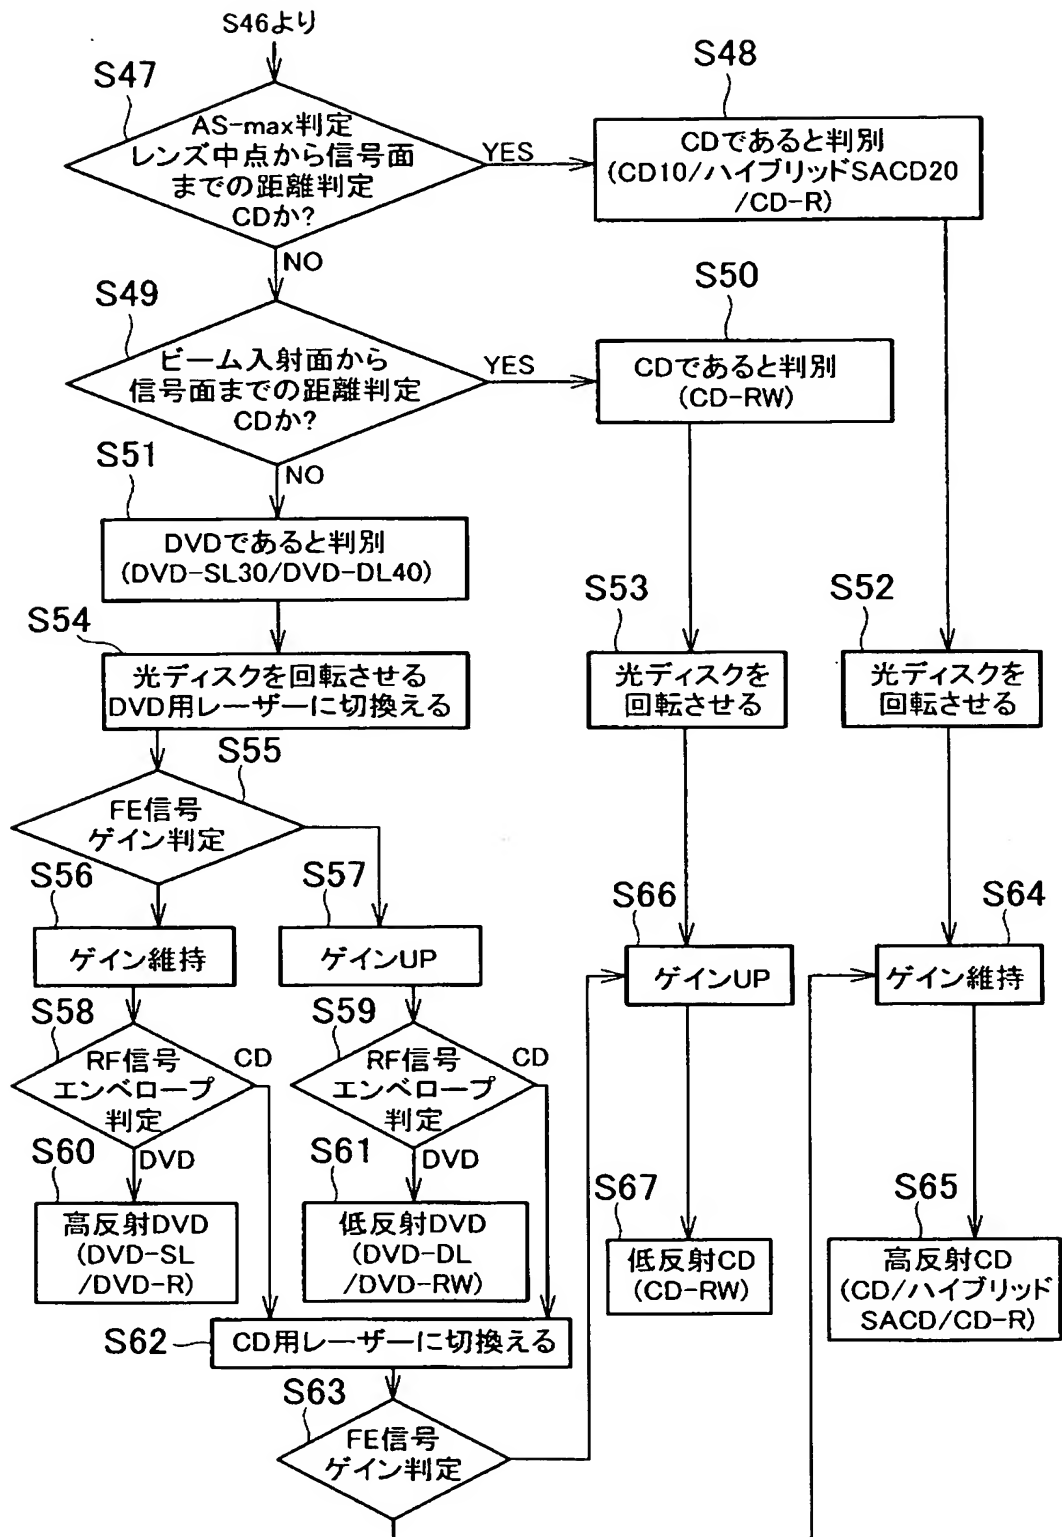 S46より
S47
AS-max判定
レンズ中点から信号面
までの距離判定
CDか?
YES
S48
CDであると判別
(CD10/ハイブリッドSACD20
/CD-R)
NO
S49
ビーム入射面から
信号面までの距離判定
CDか?
YES
S50
CDであると判別
(CD-RW)
NO
S51
DVDであると判別
(DVD-SL30/DVD-DL40)
S54
光ディスクを回転させる
DVD用レーザーに切換える
S53
光ディスクを
回転させる
S52
光ディスクを
回転させる
S55
FE信号
ゲイン判定
S56
ゲイン維持
S57
ゲインUP
S66
ゲインUP
S64
ゲイン維持
S58
RF信号
エンベロープ
判定
CD
DVD
S59
RF信号
エンベロープ
判定
CD
DVD
S60
高反射DVD
(DVD-SL
/DVD-R)
S61
低反射DVD
(DVD-DL
/DVD-RW)
S67
低反射CD
(CD-RW)
S65
高反射CD
(CD/ハイブリッド
SACD/CD-R)
S62
CD用レーザーに切換える
S63
FE信号
ゲイン判定